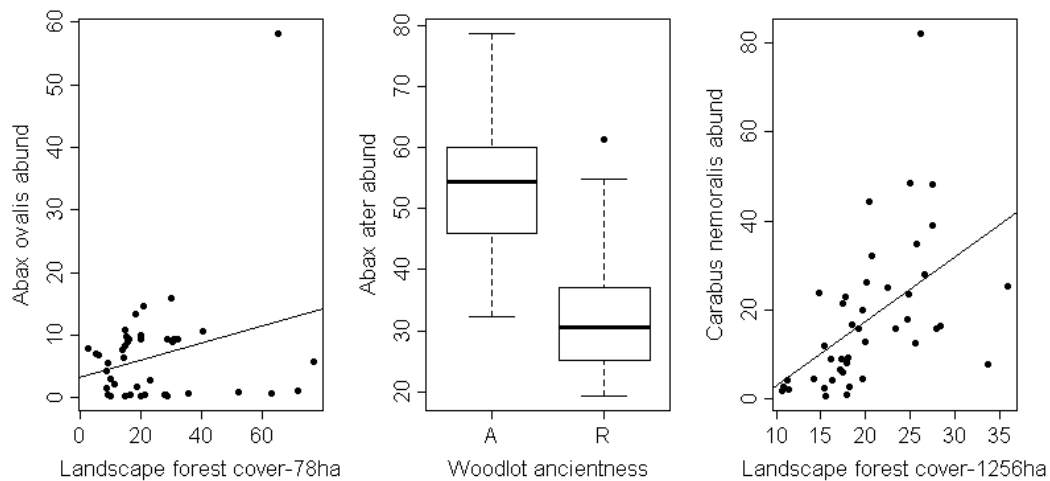 Abax ovalis abund
60
50
40
30
20
10
0
0 20 40 60
Landscape forest cover-78ha
Abax ater abund
80
70
60
50
40
30
20
A R
Woodlot ancientness
Carabus nemoralis abund
80
60
40
20
0
10 15 20 25 30 35
Landscape forest cover-1256ha